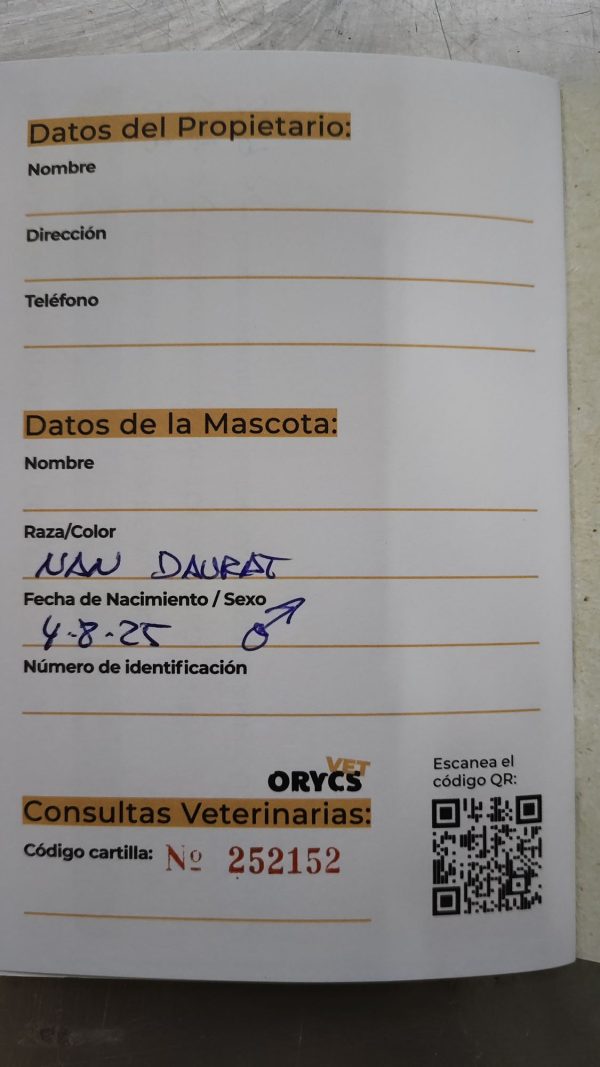 Datos del Propietario:
Nombre
Dirección
Teléfono
Datos de la Mascota:
Nombre
Raza/Color
NAN DAURAT
Fecha de Nacimiento / Sexo
4-8-25 ♂
Número de identificación
VET
ORYCS
Consultas Veterinarias:
Código cartilla: Nº 252152
Escanea el
código QR: